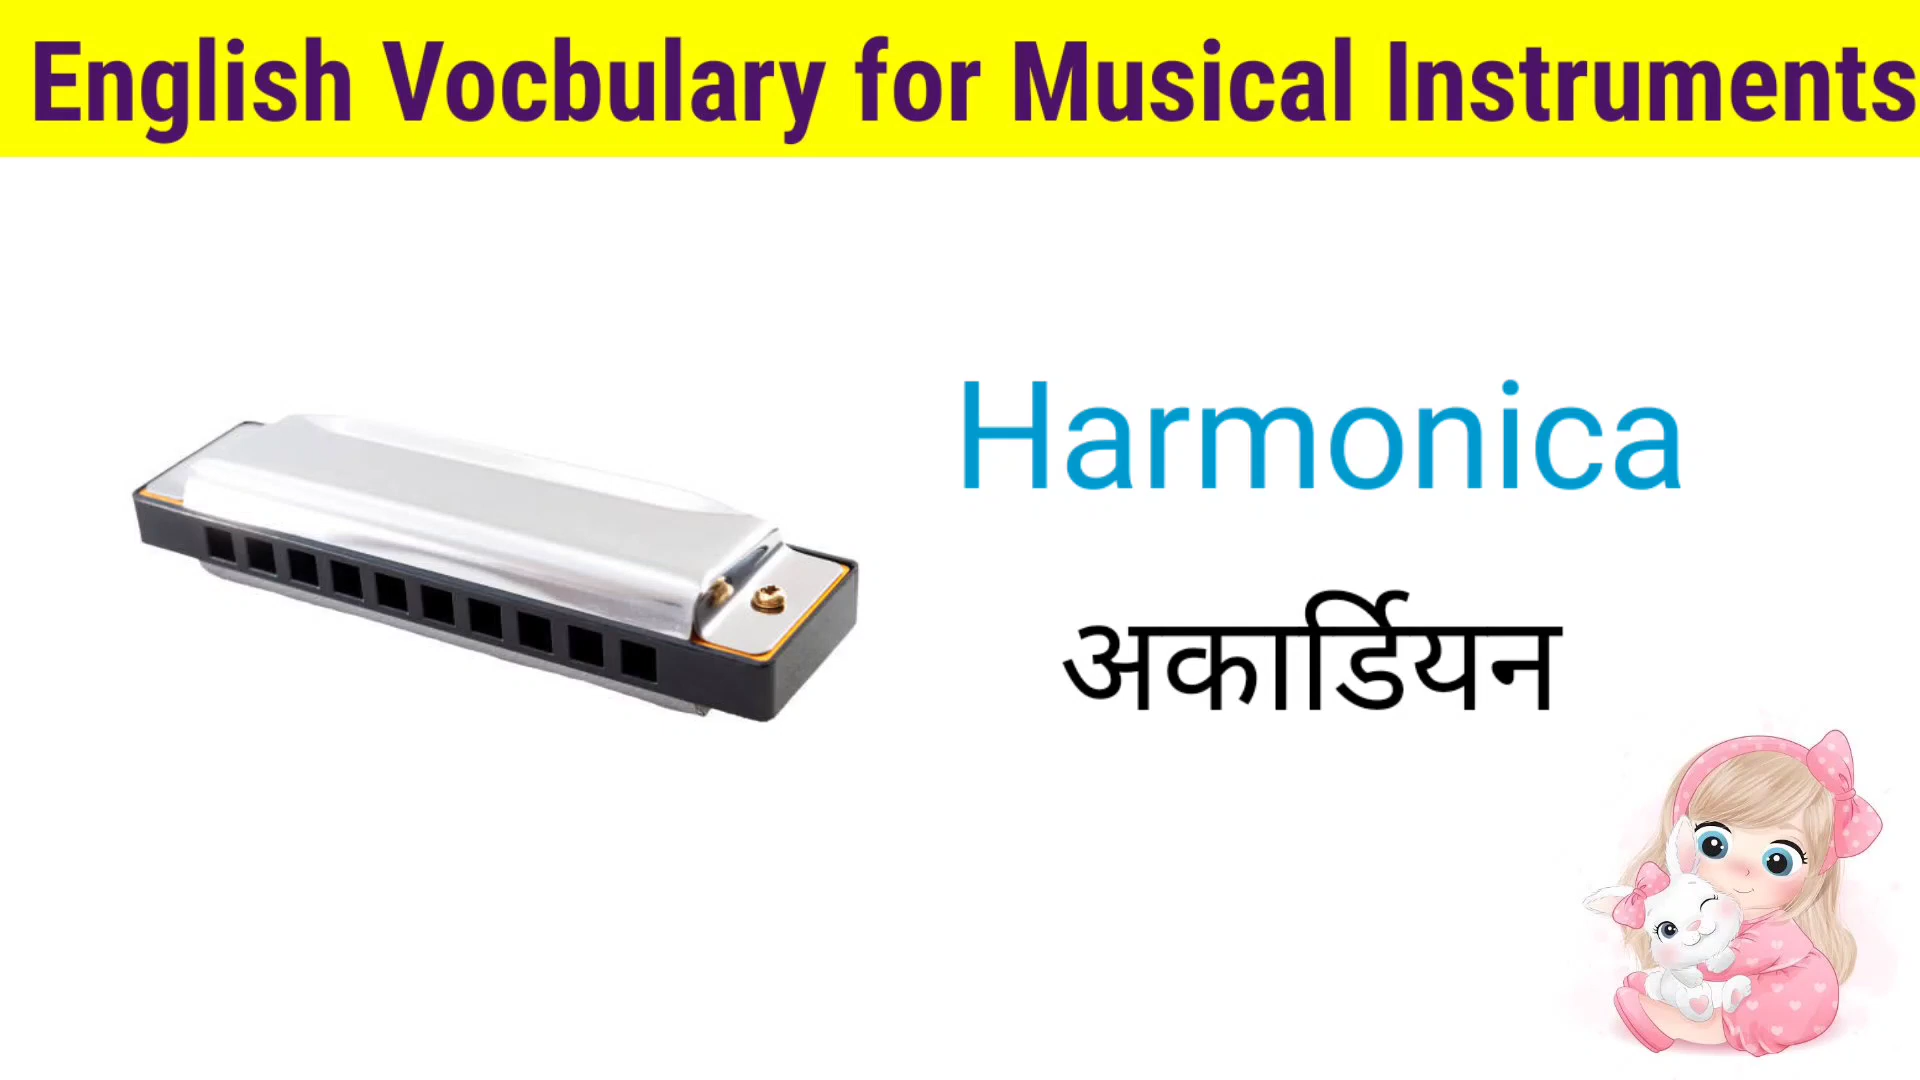 English Vocbulary for Musical Instruments
Harmonica
अकार्डियन